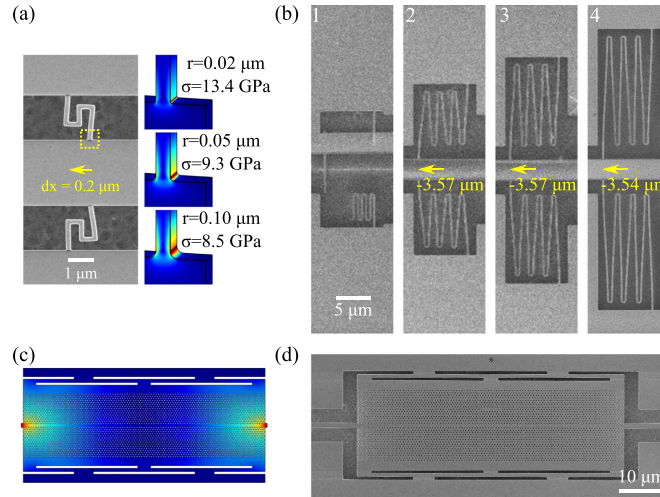 (a)
r=0.02 μm
σ=13.4 GPa
r=0.05 μm
σ=9.3 GPa
dx = 0.2 μm
r=0.10 μm
σ=8.5 GPa
1 μm
(b)
1
2
3
4
-3.57 μm
-3.57 μm
-3.54 μm
5 μm
(c)
(d)
10 μm